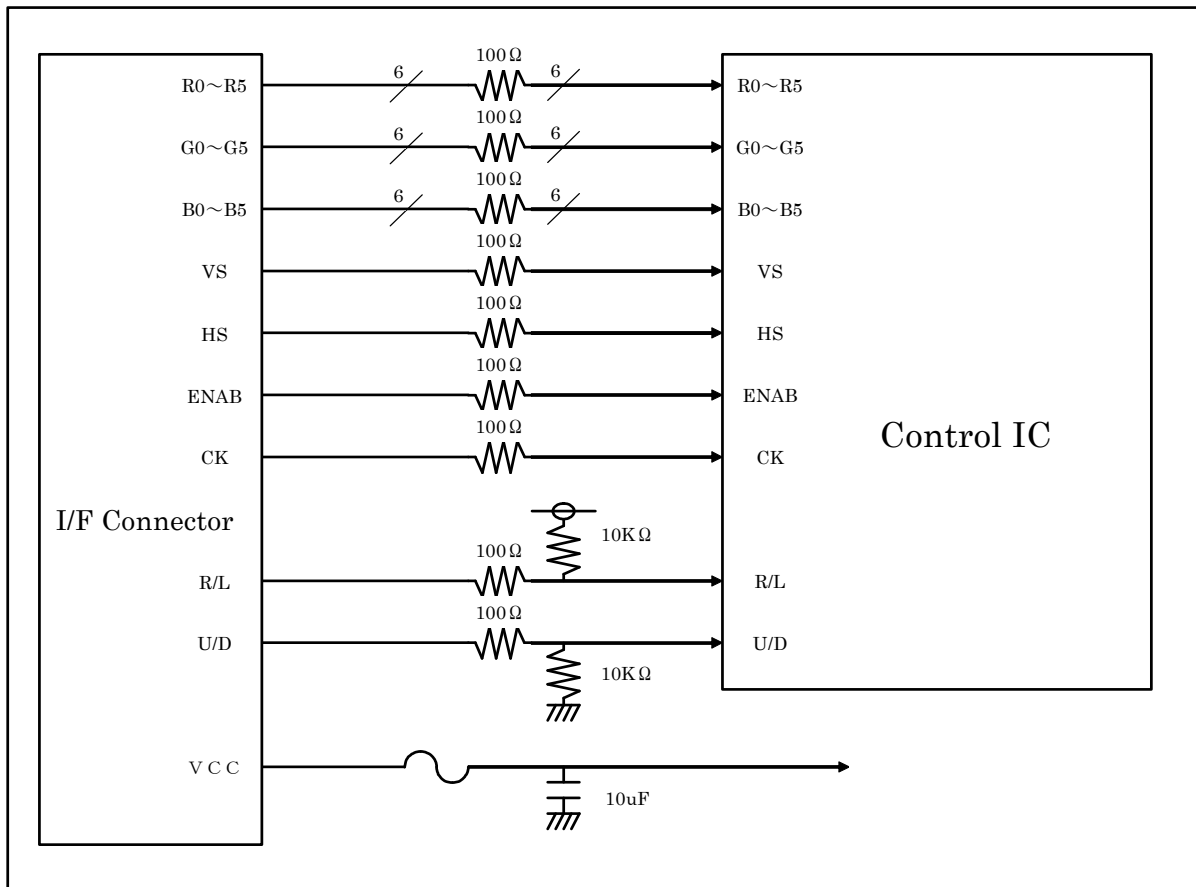 100Ω
R0～R5 6 6 R0～R5
100Ω
G0～G5 6 6 G0～G5
100Ω
B0～B5 6 6 B0～B5
100Ω
VS VS
100Ω
HS HS
100Ω
ENAB ENAB
100Ω
CK CK
Control IC
I/F Connector
10KΩ
100Ω
R/L R/L
100Ω
U/D U/D
10KΩ
ＶＣＣ
10uF